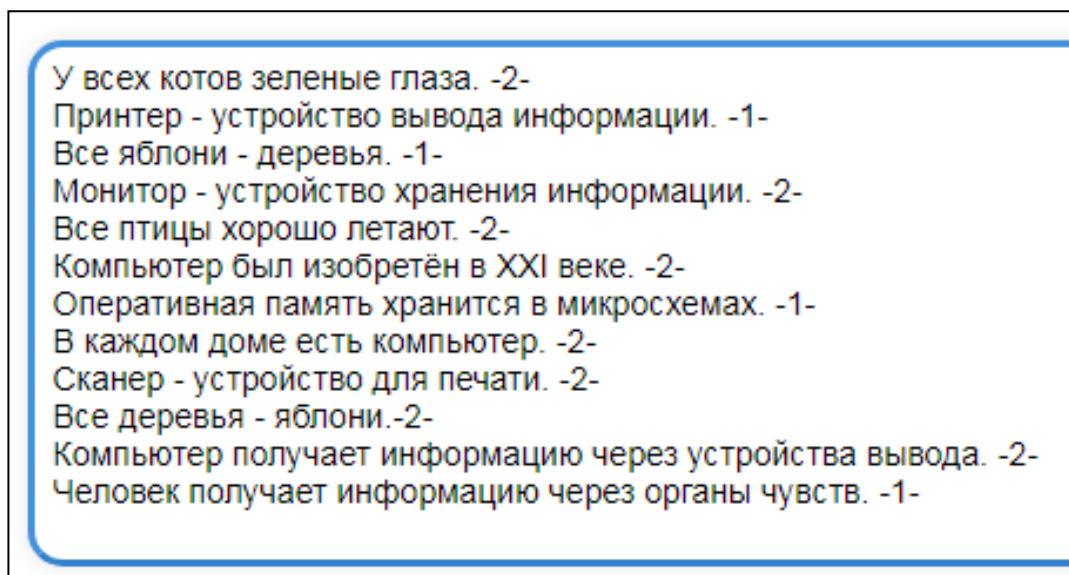 У всех котов зеленые глаза. -2-
Принтер - устройство вывода информации. -1-
Все яблони - деревья. -1-
Монитор - устройство хранения информации. -2-
Все птицы хорошо летают. -2-
Компьютер был изобретён в XXI веке. -2-
Оперативная память хранится в микросхемах. -1-
В каждом доме есть компьютер. -2-
Сканер - устройство для печати. -2-
Все деревья - яблони.-2-
Компьютер получает информацию через устройства вывода. -2-
Человек получает информацию через органы чувств. -1-